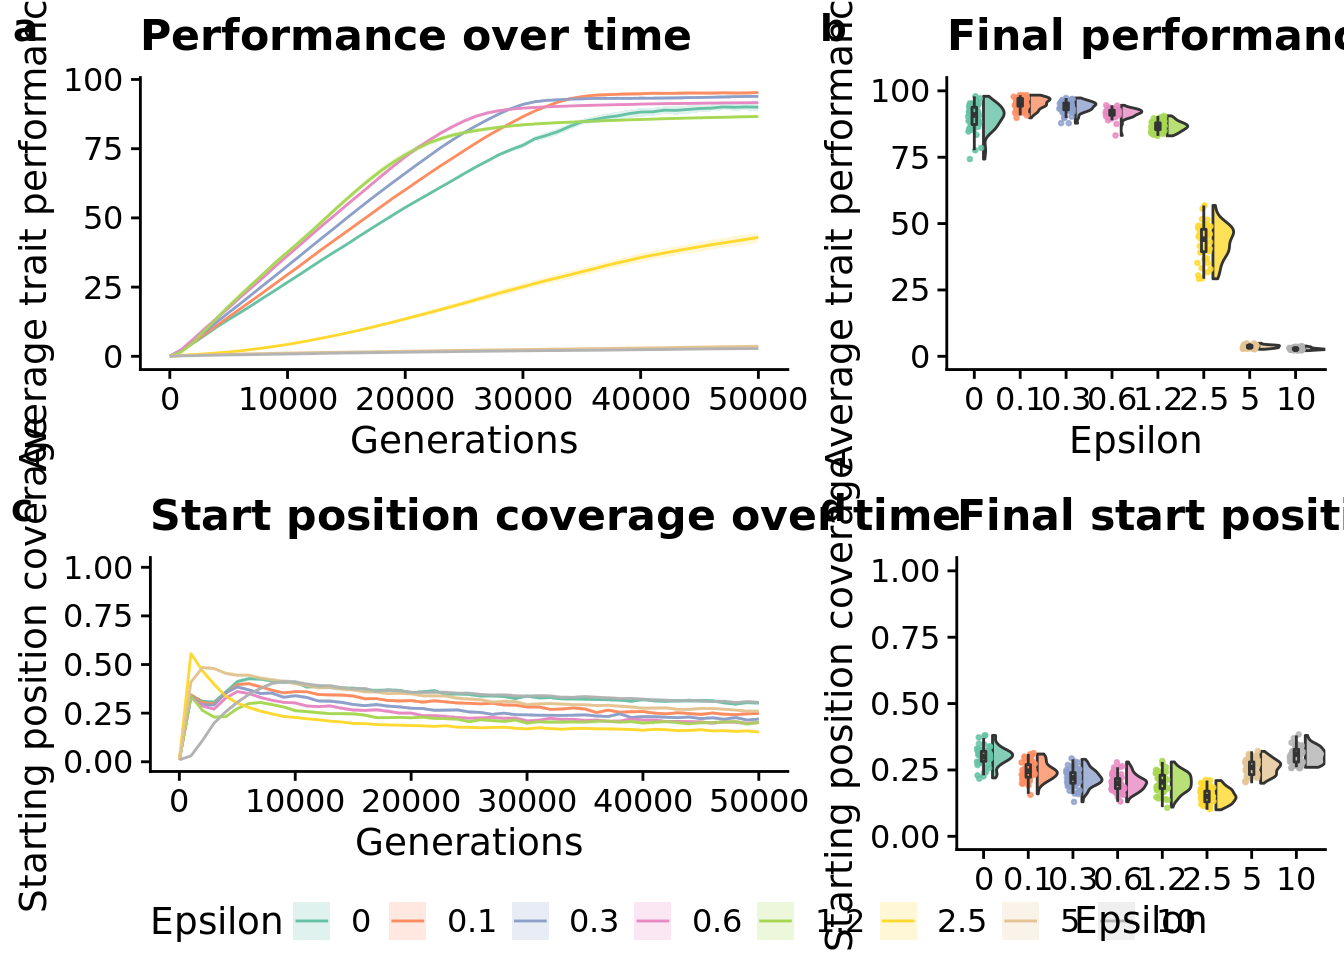 a
Performance over time
Average trait performanc
100
75
50
25
0
0 10000 20000 30000 40000 50000
Generations
b
Final performanc
Average trait performanc
100
75
50
25
0
0 0.1 0.3 0.6 1.2 2.5 5 10
Epsilon
c
Start position coverage over time
Starting position coverage
1.00
0.75
0.50
0.25
0.00
0 10000 20000 30000 40000 50000
Generations
d
Final start positi
Starting position coverage
1.00
0.75
0.50
0.25
0.00
0 0.1 0.3 0.6 1.2 2.5 5 10
Epsilon
Epsilon 0 0.1 0.3 0.6 1.2 2.5 5 10